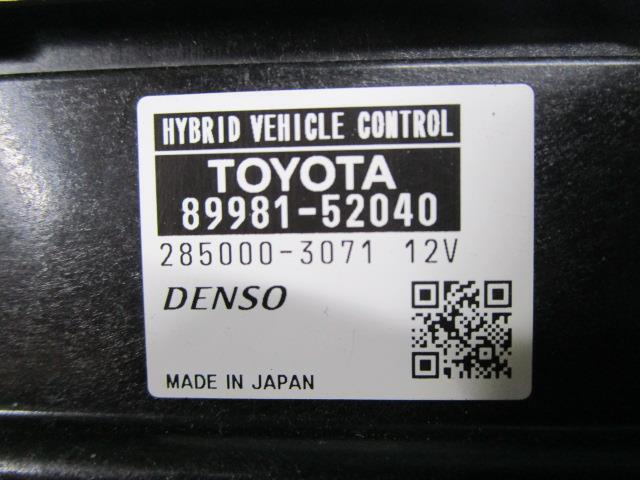 HYBRID VEHICLE CONTROL
TOYOTA
89981-52040
285000-3071 12V
DENSO
MADE IN JAPAN